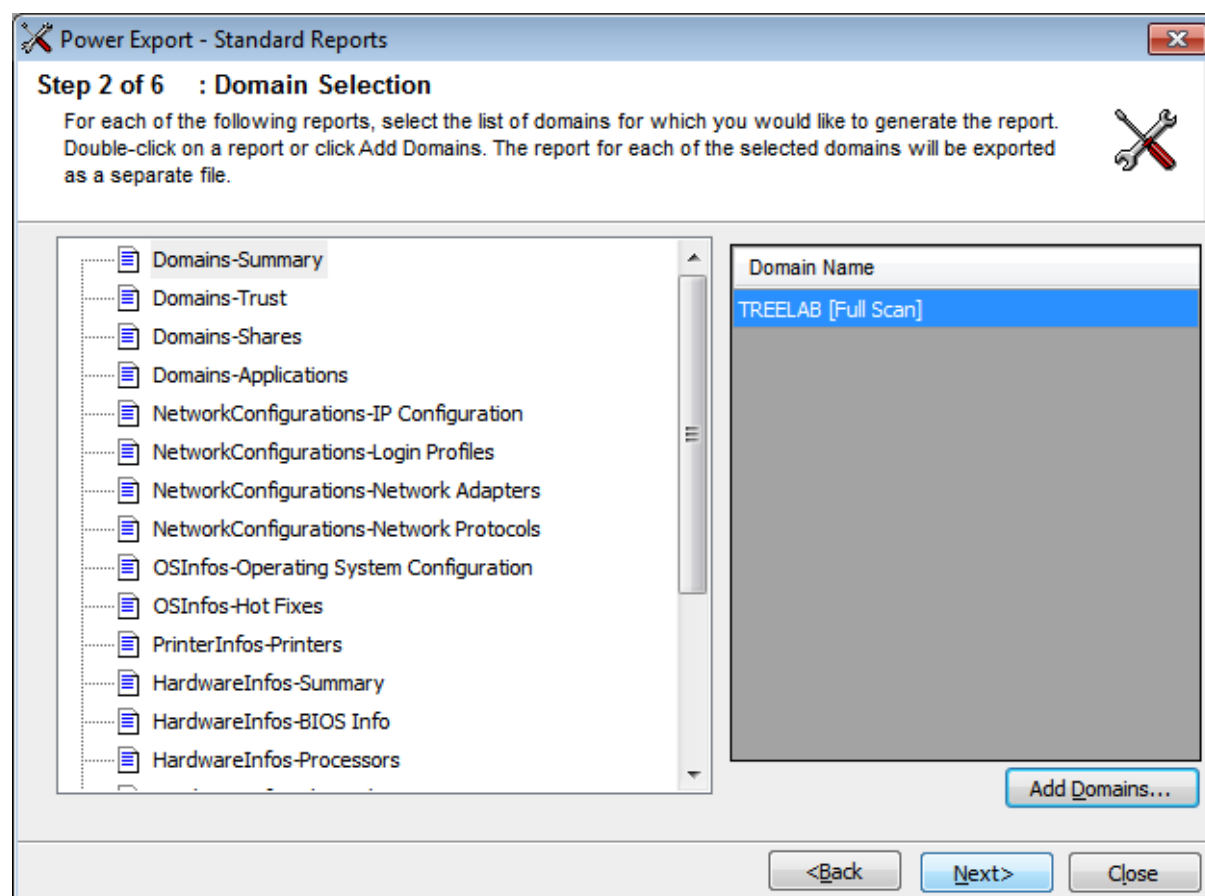 Power Export - Standard Reports
Step 2 of 6 : Domain Selection
For each of the following reports, select the list of domains for which you would like to generate the report.
Double-click on a report or click Add Domains. The report for each of the selected domains will be exported
as a separate file.
Domains-Summary
Domains-Trust
Domains-Shares
Domains-Applications
NetworkConfigurations-IP Configuration
NetworkConfigurations-Login Profiles
NetworkConfigurations-Network Adapters
NetworkConfigurations-Network Protocols
OSInfos-Operating System Configuration
OSInfos-Hot Fixes
PrinterInfos-Printers
HardwareInfos-Summary
HardwareInfos-BIOS Info
HardwareInfos-Processors
Domain Name
TREELAB [Full Scan]
Add Domains...
<Back
Next>
Close